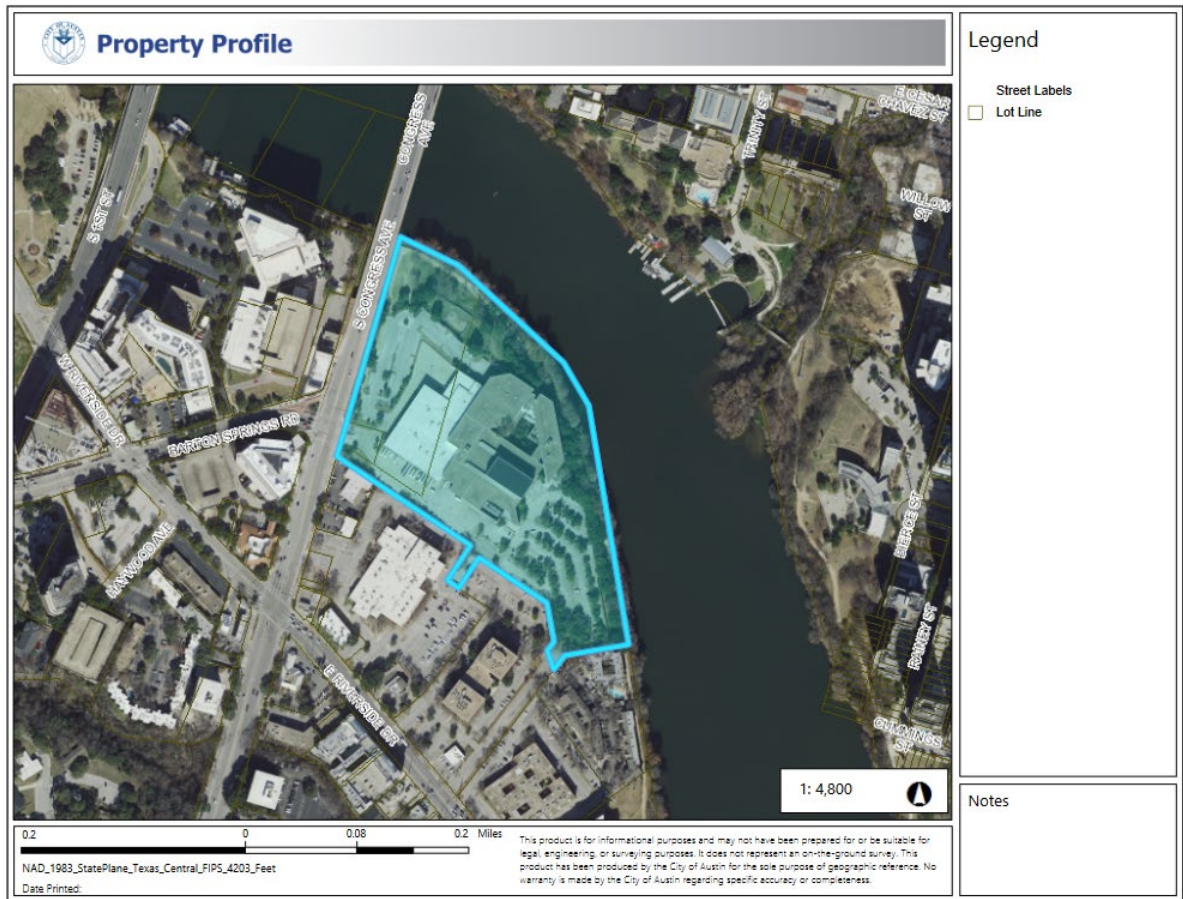 Property Profile
Legend
Street Labels
Lot Line
CONGRESS
AVE
TRINITY ST
E CESAR
CHAVEZ ST
WILLOW
ST
S 1ST ST
S CONGRESS AVE
W RIVERSIDE DR
BARTON SPRINGS RD
HAYWOOD AVE
E RIVERSIDE DR
PIERCE ST
RAINEY ST
CUMMINGS
ST
1: 4,800
Notes
0.2 0 0.08 0.2 Miles
NAD_1983_StatePlane_Texas_Central_FIPS_4203_Feet
Date Printed:
This product is for informational purposes and may not have been prepared for or be suitable for
legal, engineering, or surveying purposes. It does not represent an on-the-ground survey. This
product has been produced by the City of Austin for the sole purpose of geographic reference. No
warranty is made by the City of Austin regarding specific accuracy or completeness.